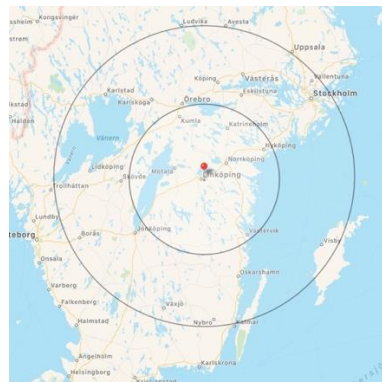 Kongsvinger
Ludvika
Avesta
Uppsala
Köping
Västerås
Vallentuna
Karlstad
Eskilstuna
Stockholm
Karlskoga
Örebro
Kumla
Katrineholm
Vänern
Nyköping
Lidköping
Motala
Norrköping
Skövde
Linköping
Trollhättan
Lundby
Jönköping
Västervik
Borås
Visby
teborg
Onsala
Oskarshamn
Varberg
Falkenberg
Växjö
Halmstad
Nybro
Kalmar
Ängelholm
Karlskrona
Helsingborg